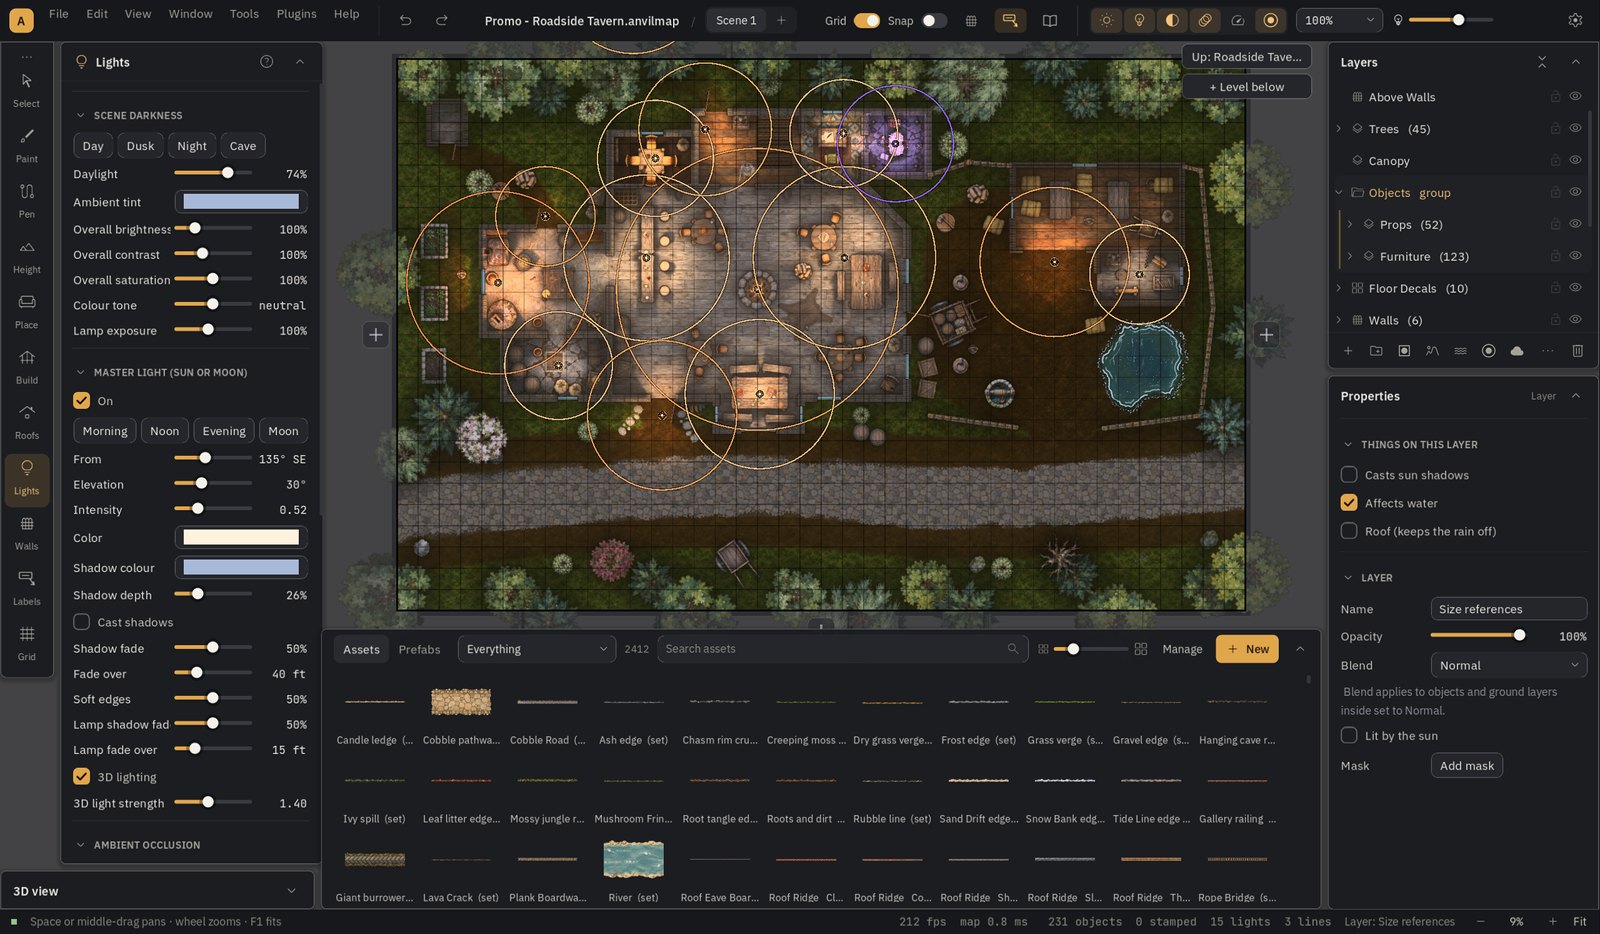 A File Edit View Window Tools Plugins Help Promo - Roadside Tavern.anvilmap / Scene 1 + Grid Snap 100%
Select
Paint
Pen
Height
Place
Build
Roofs
Lights
Walls
Labels
Grid
Lights ?
SCENE DARKNESS
Day Dusk Night Cave
Daylight 74%
Ambient tint
Overall brightness 100%
Overall contrast 100%
Overall saturation 100%
Colour tone neutral
Lamp exposure 100%
MASTER LIGHT (SUN OR MOON)
On
Morning Noon Evening Moon
From 135° SE
Elevation 30°
Intensity 0.52
Color
Shadow colour
Shadow depth 26%
Cast shadows
Shadow fade 50%
Fade over 40 ft
Soft edges 50%
Lamp shadow fad 50%
Lamp fade over 15 ft
3D lighting
3D light strength 1.40
AMBIENT OCCLUSION
3D view
Up: Roadside Tave...
+ Level below
Assets Prefabs Everything 2412 Search assets Manage + New
Candle ledge (... Cobble pathwa... Cobble Road (... Ash edge (set) Chasm rim cru... Creeping moss ... Dry grass verge... Frost edge (set) Grass verge (s... Gravel edge (s... Hanging cave r...
Ivy spill (set) Leaf litter edge... Mossy jungle r... Mushroom Frin... Root tangle ed... Roots and dirt ... Rubble line (set) Sand Drift edge... Snow Bank edg... Tide Line edge ... Gallery railing ...
Giant burrower... Lava Crack (set) Plank Boardwa... River (set) Roof Eave Boar... Roof Ridge Cl... Roof Ridge Co... Roof Ridge Sh... Roof Ridge Sl... Roof Ridge Th... Rope Bridge (s...
Layers
Above Walls
Trees (45)
Canopy
Objects group
Props (52)
Furniture (123)
Floor Decals (10)
Walls (6)
Properties Layer
THINGS ON THIS LAYER
Casts sun shadows
Affects water
Roof (keeps the rain off)
LAYER
Name Size references
Opacity 100%
Blend Normal
Blend applies to objects and ground layers
inside set to Normal.
Lit by the sun
Mask Add mask
Space or middle-drag pans · wheel zooms · F1 fits 212 fps map 0.8 ms 231 objects 0 stamped 15 lights 3 lines Layer: Size references − 9% + Fit